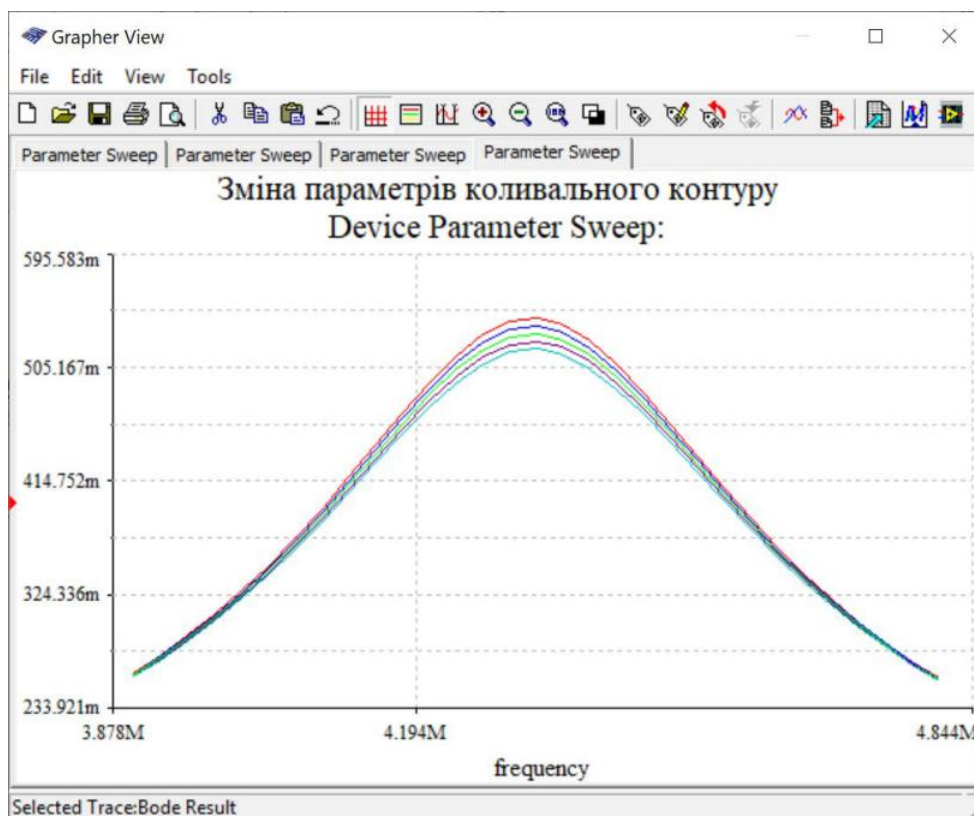 Grapher View
File Edit View Tools
Parameter Sweep Parameter Sweep Parameter Sweep Parameter Sweep
Зміна параметрів коливального контуру
Device Parameter Sweep:
595.583m
505.167m
414.752m
324.336m
233.921m
3.878M 4.194M 4.844M
frequency
Selected Trace:Bode Result